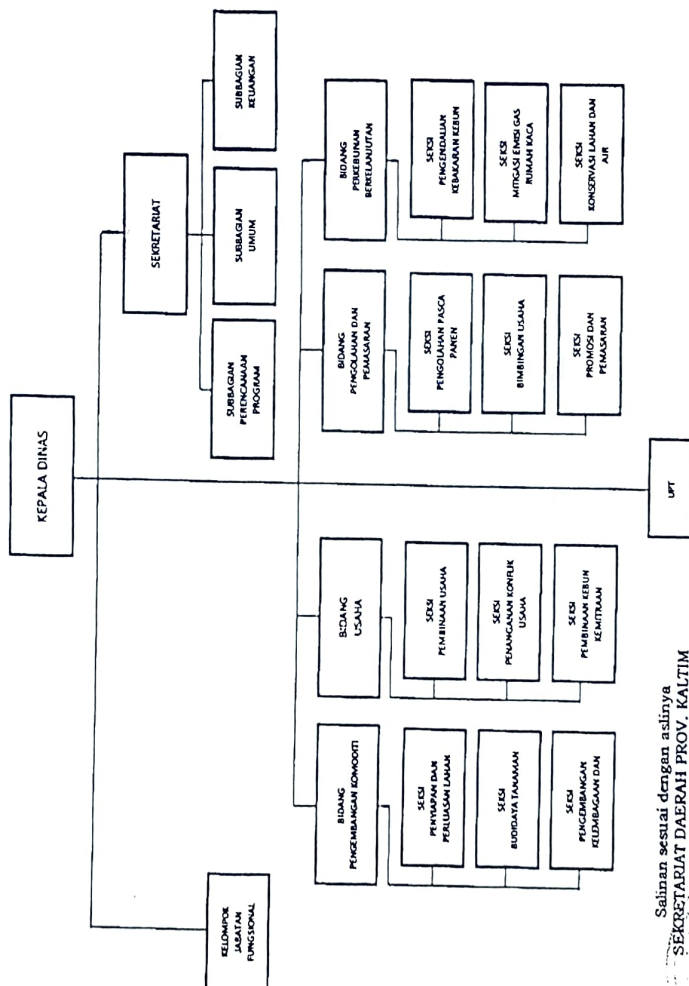 KEPALA DINAS
KELOMPOK
JABATAN
FUNGSIONAL
SEKRETARIAT
SUBBAGIAN
PERENCANAAN
PROGRAM
SUBBAGIAN
UMUM
SUBBAGIAN
KEUANGAN
BIDANG
PENGEMBANGAN KOMODITI
SEKSI
PENYIAPAN DAN
PERLUASAN LAHAN
SEKSI
BUDIDAYA TANAMAN
SEKSI
PENGEMBANGAN
KELEMBAGAAN DAN
BIDANG
USAHA
SEKSI
PEMBINAAN USAHA
SEKSI
PENANGANAN KONFLIK
USAHA
SEKSI
PEMBINAAN KEBUN
KEMITRAAN
BIDANG
PENGOLAHAN DAN
PEMASARAN
SEKSI
PENGOLAHAN PASCA
PANEN
SEKSI
BIMBINGAN USAHA
SEKSI
PROMOSI DAN
PEMASARAN
BIDANG
PERKEBUNAN
BERKELANJUTAN
SEKSI
PENGENDALIAN
KEBAKARAN KEBUN
SEKSI
MITIGASI EMISI GAS
RUMAH KACA
SEKSI
KONSERVASI LAHAN DAN
AIR
UPT
Salinan sesuai dengan aslinya
SEKRETARIAT DAERAH PROV. KALTIM